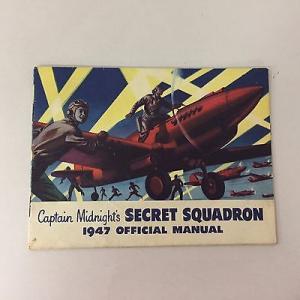 Captain Midnight's SECRET SQUADRON
1947 OFFICIAL MANUAL